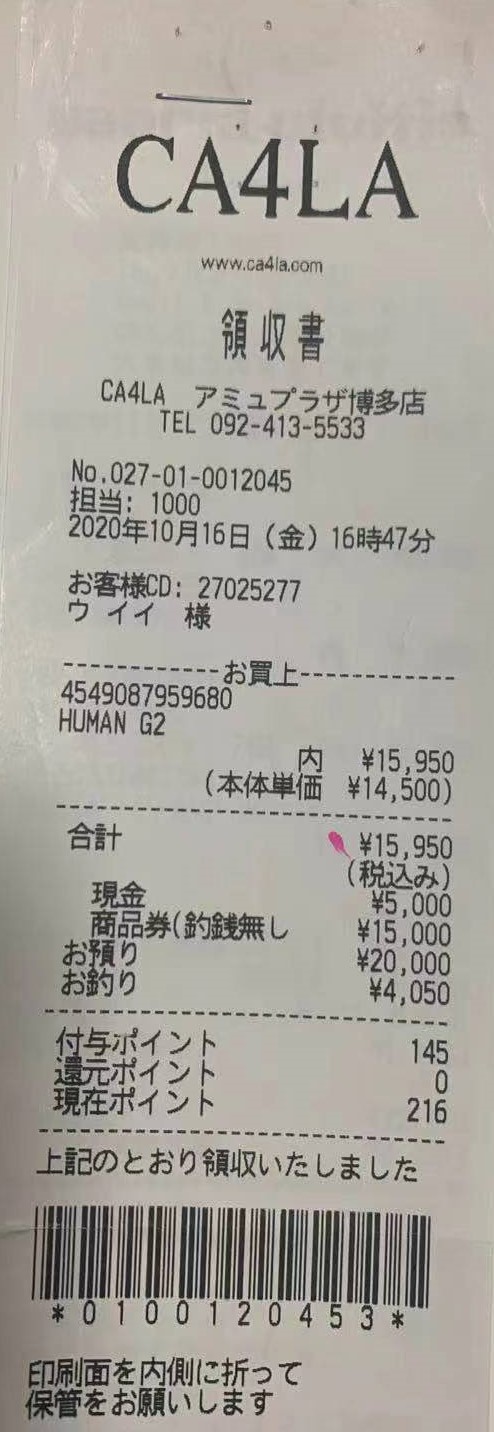 CA4LA
www.ca4la.com
領収書
CA4LA アミュプラザ博多店
TEL 092-413-5533
No.027-01-0012045
担当: 1000
2020年10月16日（金）16時47分
お客様CD: 27025277
ウ イイ 様
------------お買上------------
4549087959680
HUMAN G2
内 ¥15,950
(本体単価 ¥14,500)
合計 ¥15,950
(税込み)
現金 ¥5,000
商品券(釣銭無し ¥15,000
お預り ¥20,000
お釣り ¥4,050
付与ポイント 145
還元ポイント 0
現在ポイント 216
上記のとおり領収いたしました
*0100120453*
印刷面を内側に折って
保管をお願いします